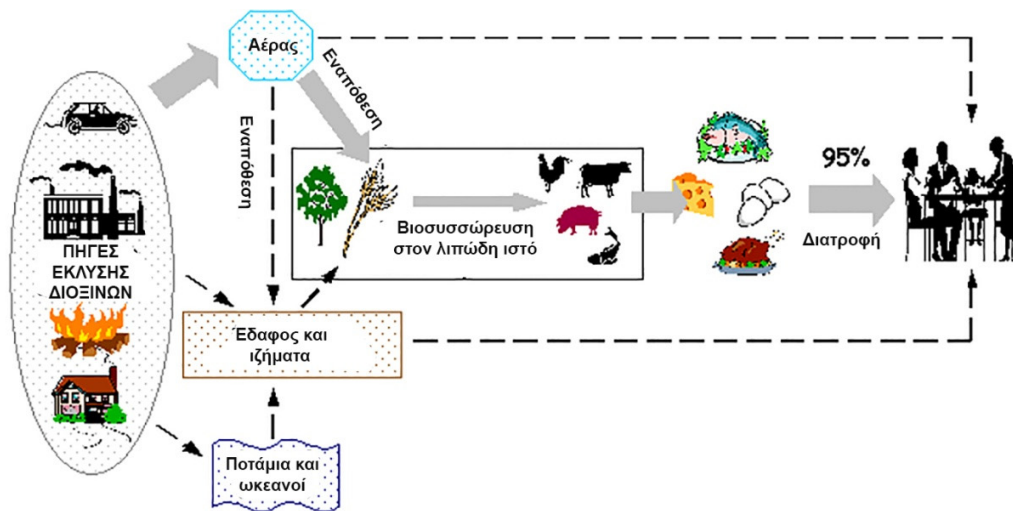 Αέρας
Εναπόθεση
Εναπόθεση
ΠΗΓΕΣ
ΕΚΛΥΣΗΣ
ΔΙΟΞΙΝΩΝ
Βιοσυσσώρευση
στον λιπώδη ιστό
95%
Διατροφή
Έδαφος και
ιζήματα
Ποτάμια και
ωκεανοί